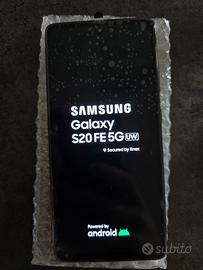 SAMSUNG
Galaxy
S20 FE 5G UW
Secured by Knox
Powered by
android
subito